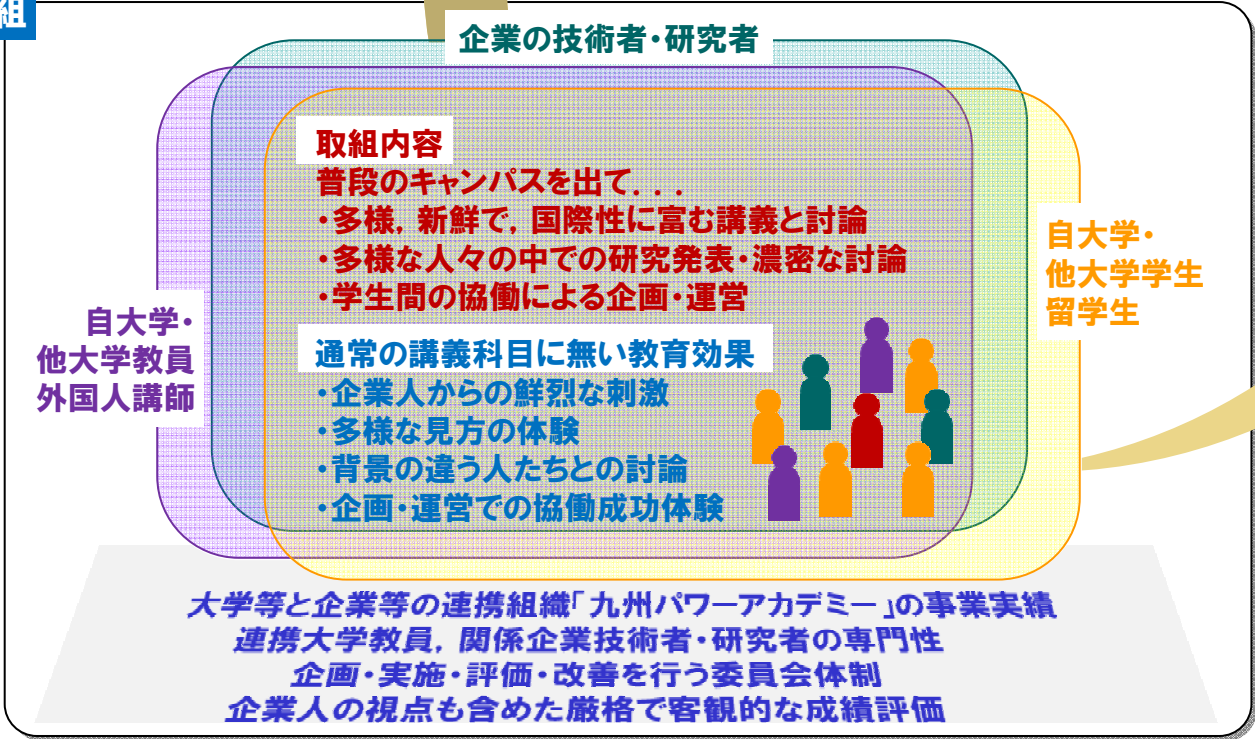 組
企業の技術者・研究者
取組内容
普段のキャンパスを出て．．．
・多様，新鮮で，国際性に富む講義と討論
・多様な人々の中での研究発表・濃密な討論
・学生間の協働による企画・運営
自大学・
他大学学生
留学生
自大学・
他大学教員
外国人講師
通常の講義科目に無い教育効果
・企業人からの鮮烈な刺激
・多様な見方の体験
・背景の違う人たちとの討論
・企画・運営での協働成功体験
大学等と企業等の連携組織「九州パワーアカデミー」の事業実績
連携大学教員，関係企業技術者・研究者の専門性
企画・実施・評価・改善を行う委員会体制
企業人の視点も含めた厳格で客観的な成績評価